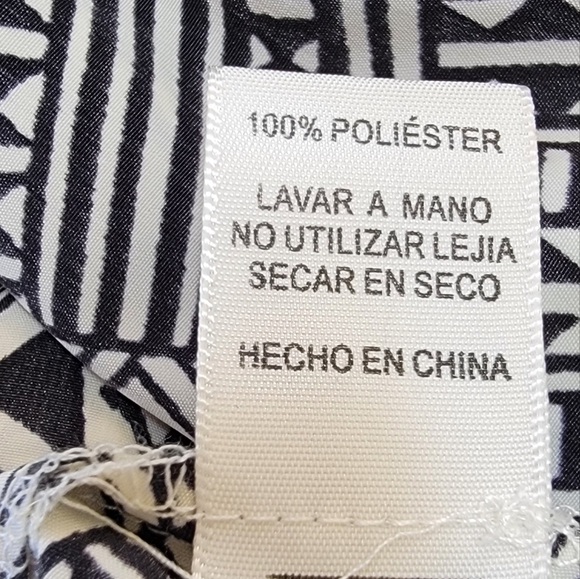 100% POLIÉSTER
LAVAR A MANO
NO UTILIZAR LEJIA
SECAR EN SECO
HECHO EN CHINA